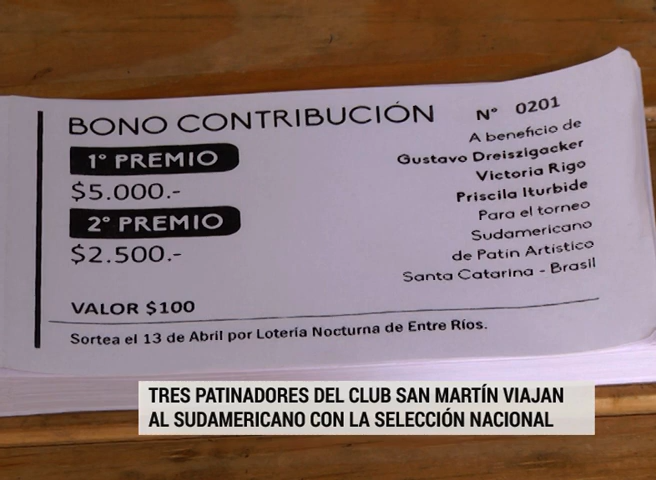 BONO CONTRIBUCIÓN
1° PREMIO
$5.000.-
2° PREMIO
$2.500.-
VALOR $100
N° 0201
A beneficio de
Gustavo Dreiszigacker
Victoria Rigo
Priscila Iturbide
Para el torneo
Sudamericano
de Patín Artístico
Santa Catarina - Brasil
Sortea el 13 de Abril por Lotería Nocturna de Entre Ríos.
TRES PATINADORES DEL CLUB SAN MARTÍN VIAJAN
AL SUDAMERICANO CON LA SELECCIÓN NACIONAL